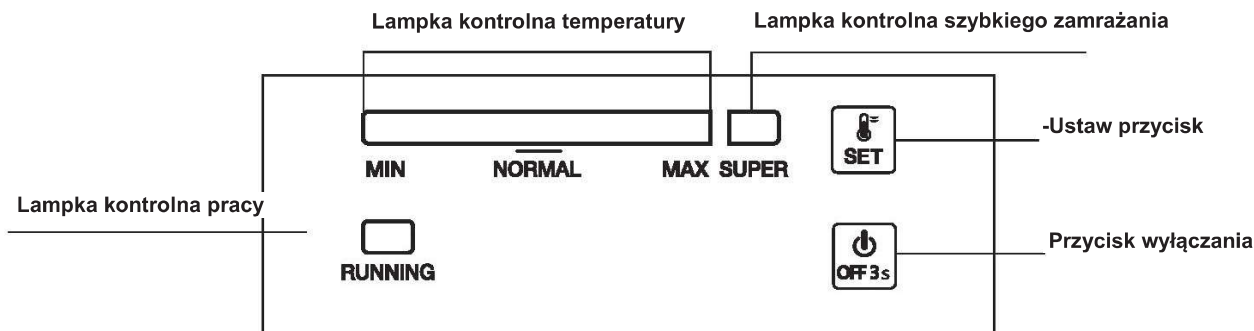 Lampka kontrolna temperatury
Lampka kontrolna szybkiego zamrażania
-Ustaw przycisk
SET
MIN NORMAL MAX SUPER
Lampka kontrolna pracy
Przycisk wyłączania
OFF 3s
RUNNING